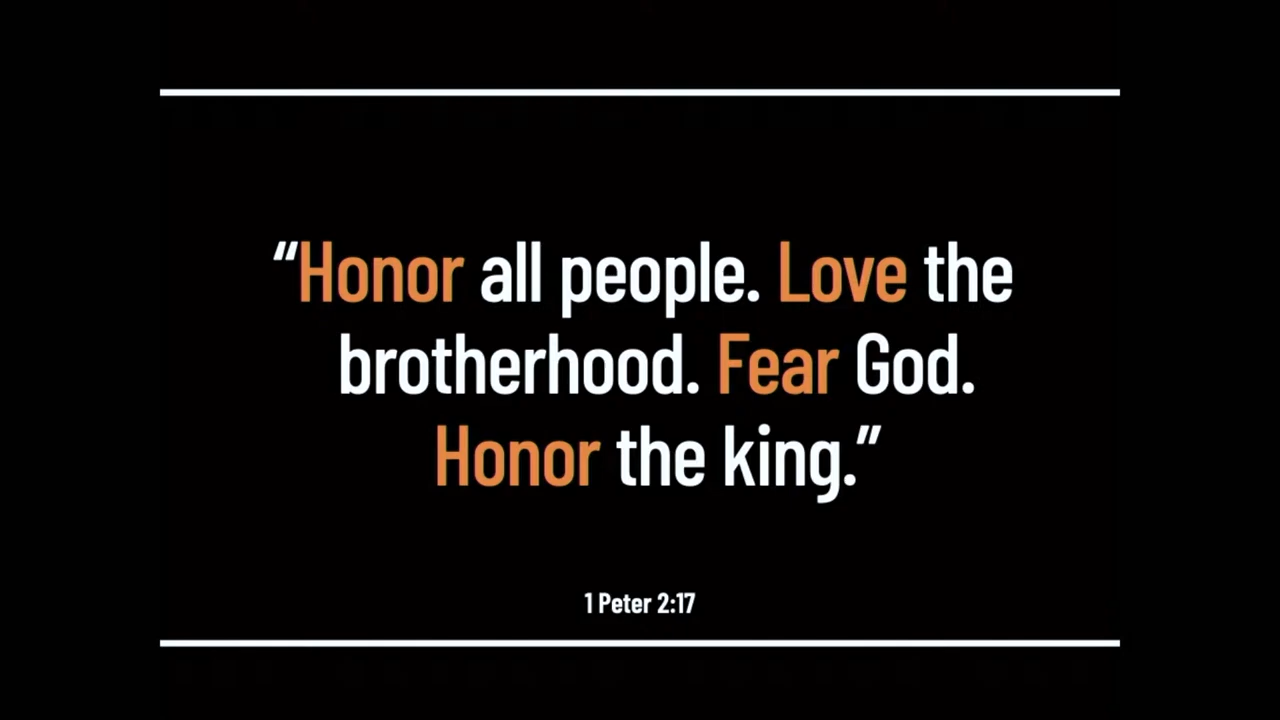 “Honor all people. Love the
brotherhood. Fear God.
Honor the king.”
1 Peter 2:17